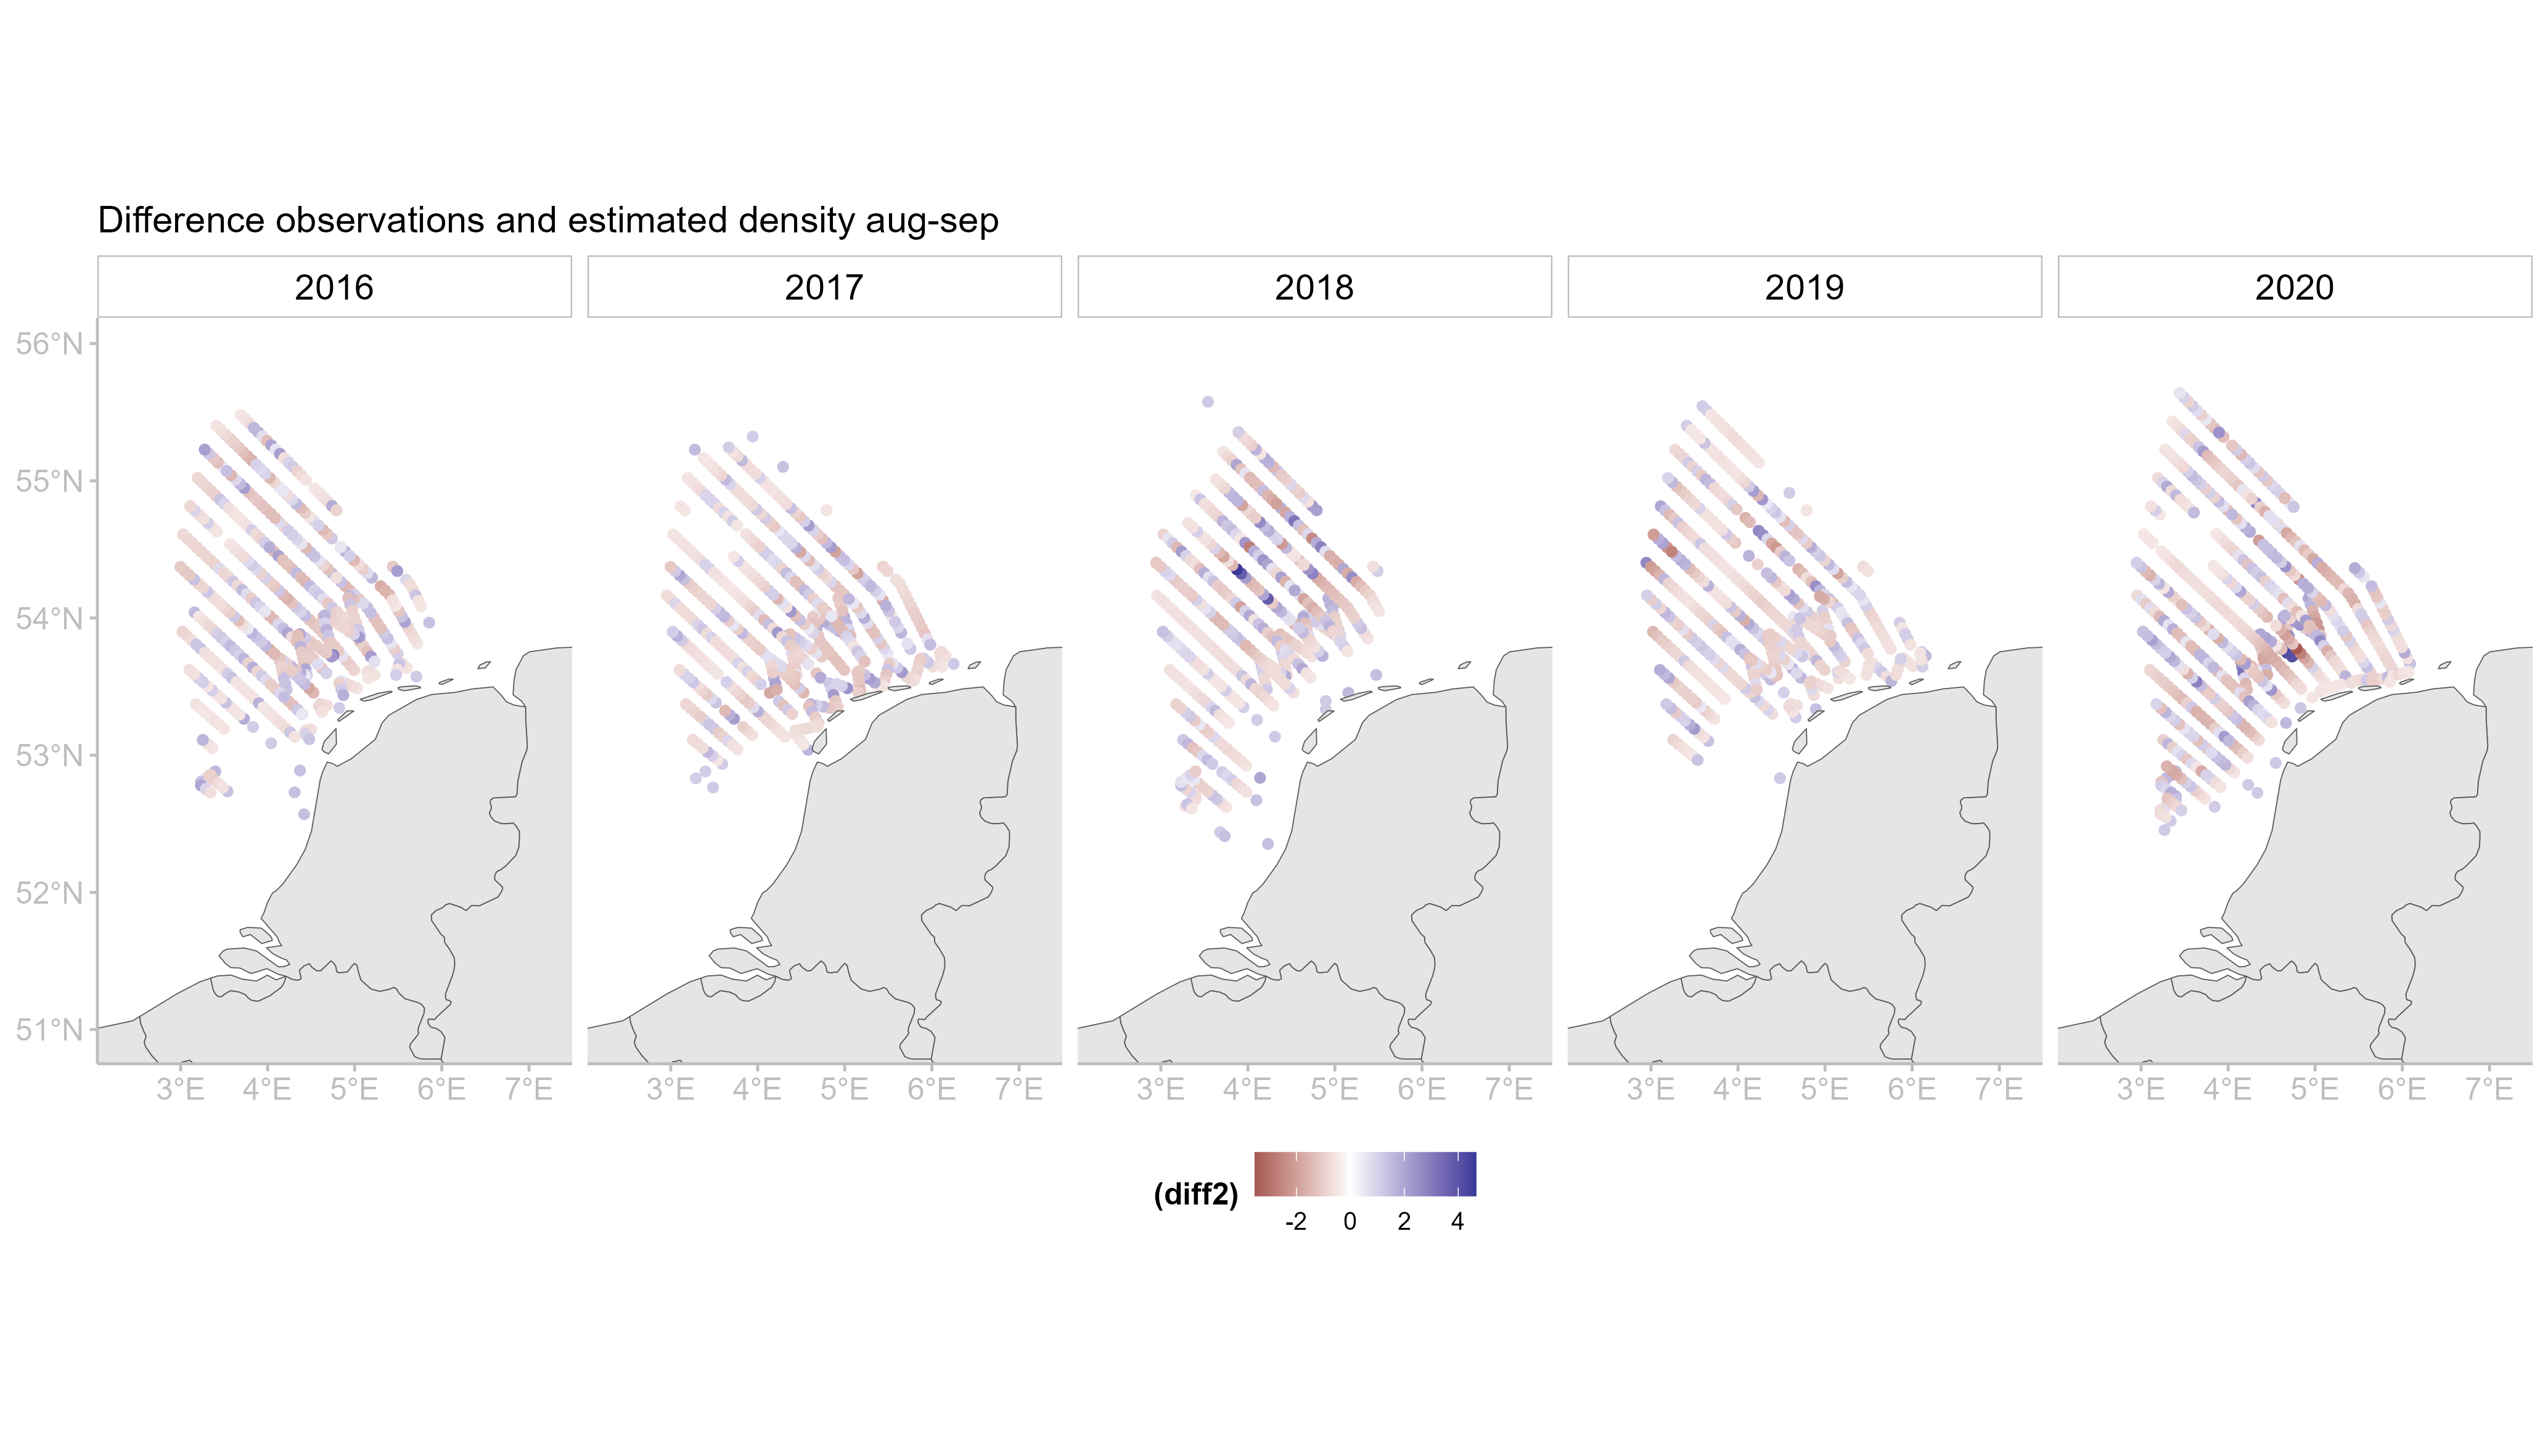 Difference observations and estimated density aug-sep
2016 2017 2018 2019 2020
56°N
55°N
54°N
53°N
52°N
51°N
3°E 4°E 5°E 6°E 7°E 3°E 4°E 5°E 6°E 7°E 3°E 4°E 5°E 6°E 7°E 3°E 4°E 5°E 6°E 7°E 3°E 4°E 5°E 6°E 7°E
(diff2)
-2 0 2 4